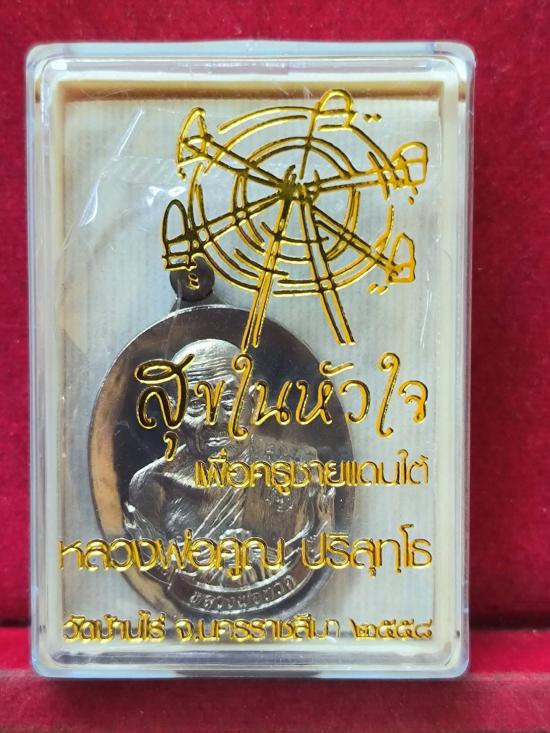 สุขในหัวใจ
เพื่อครูชายแดนใต้
หลวงพ่อคูณ ปริสุทฺโธ
วัดบ้านไร่ จ.นครราชสีมา ๒๕๕๘